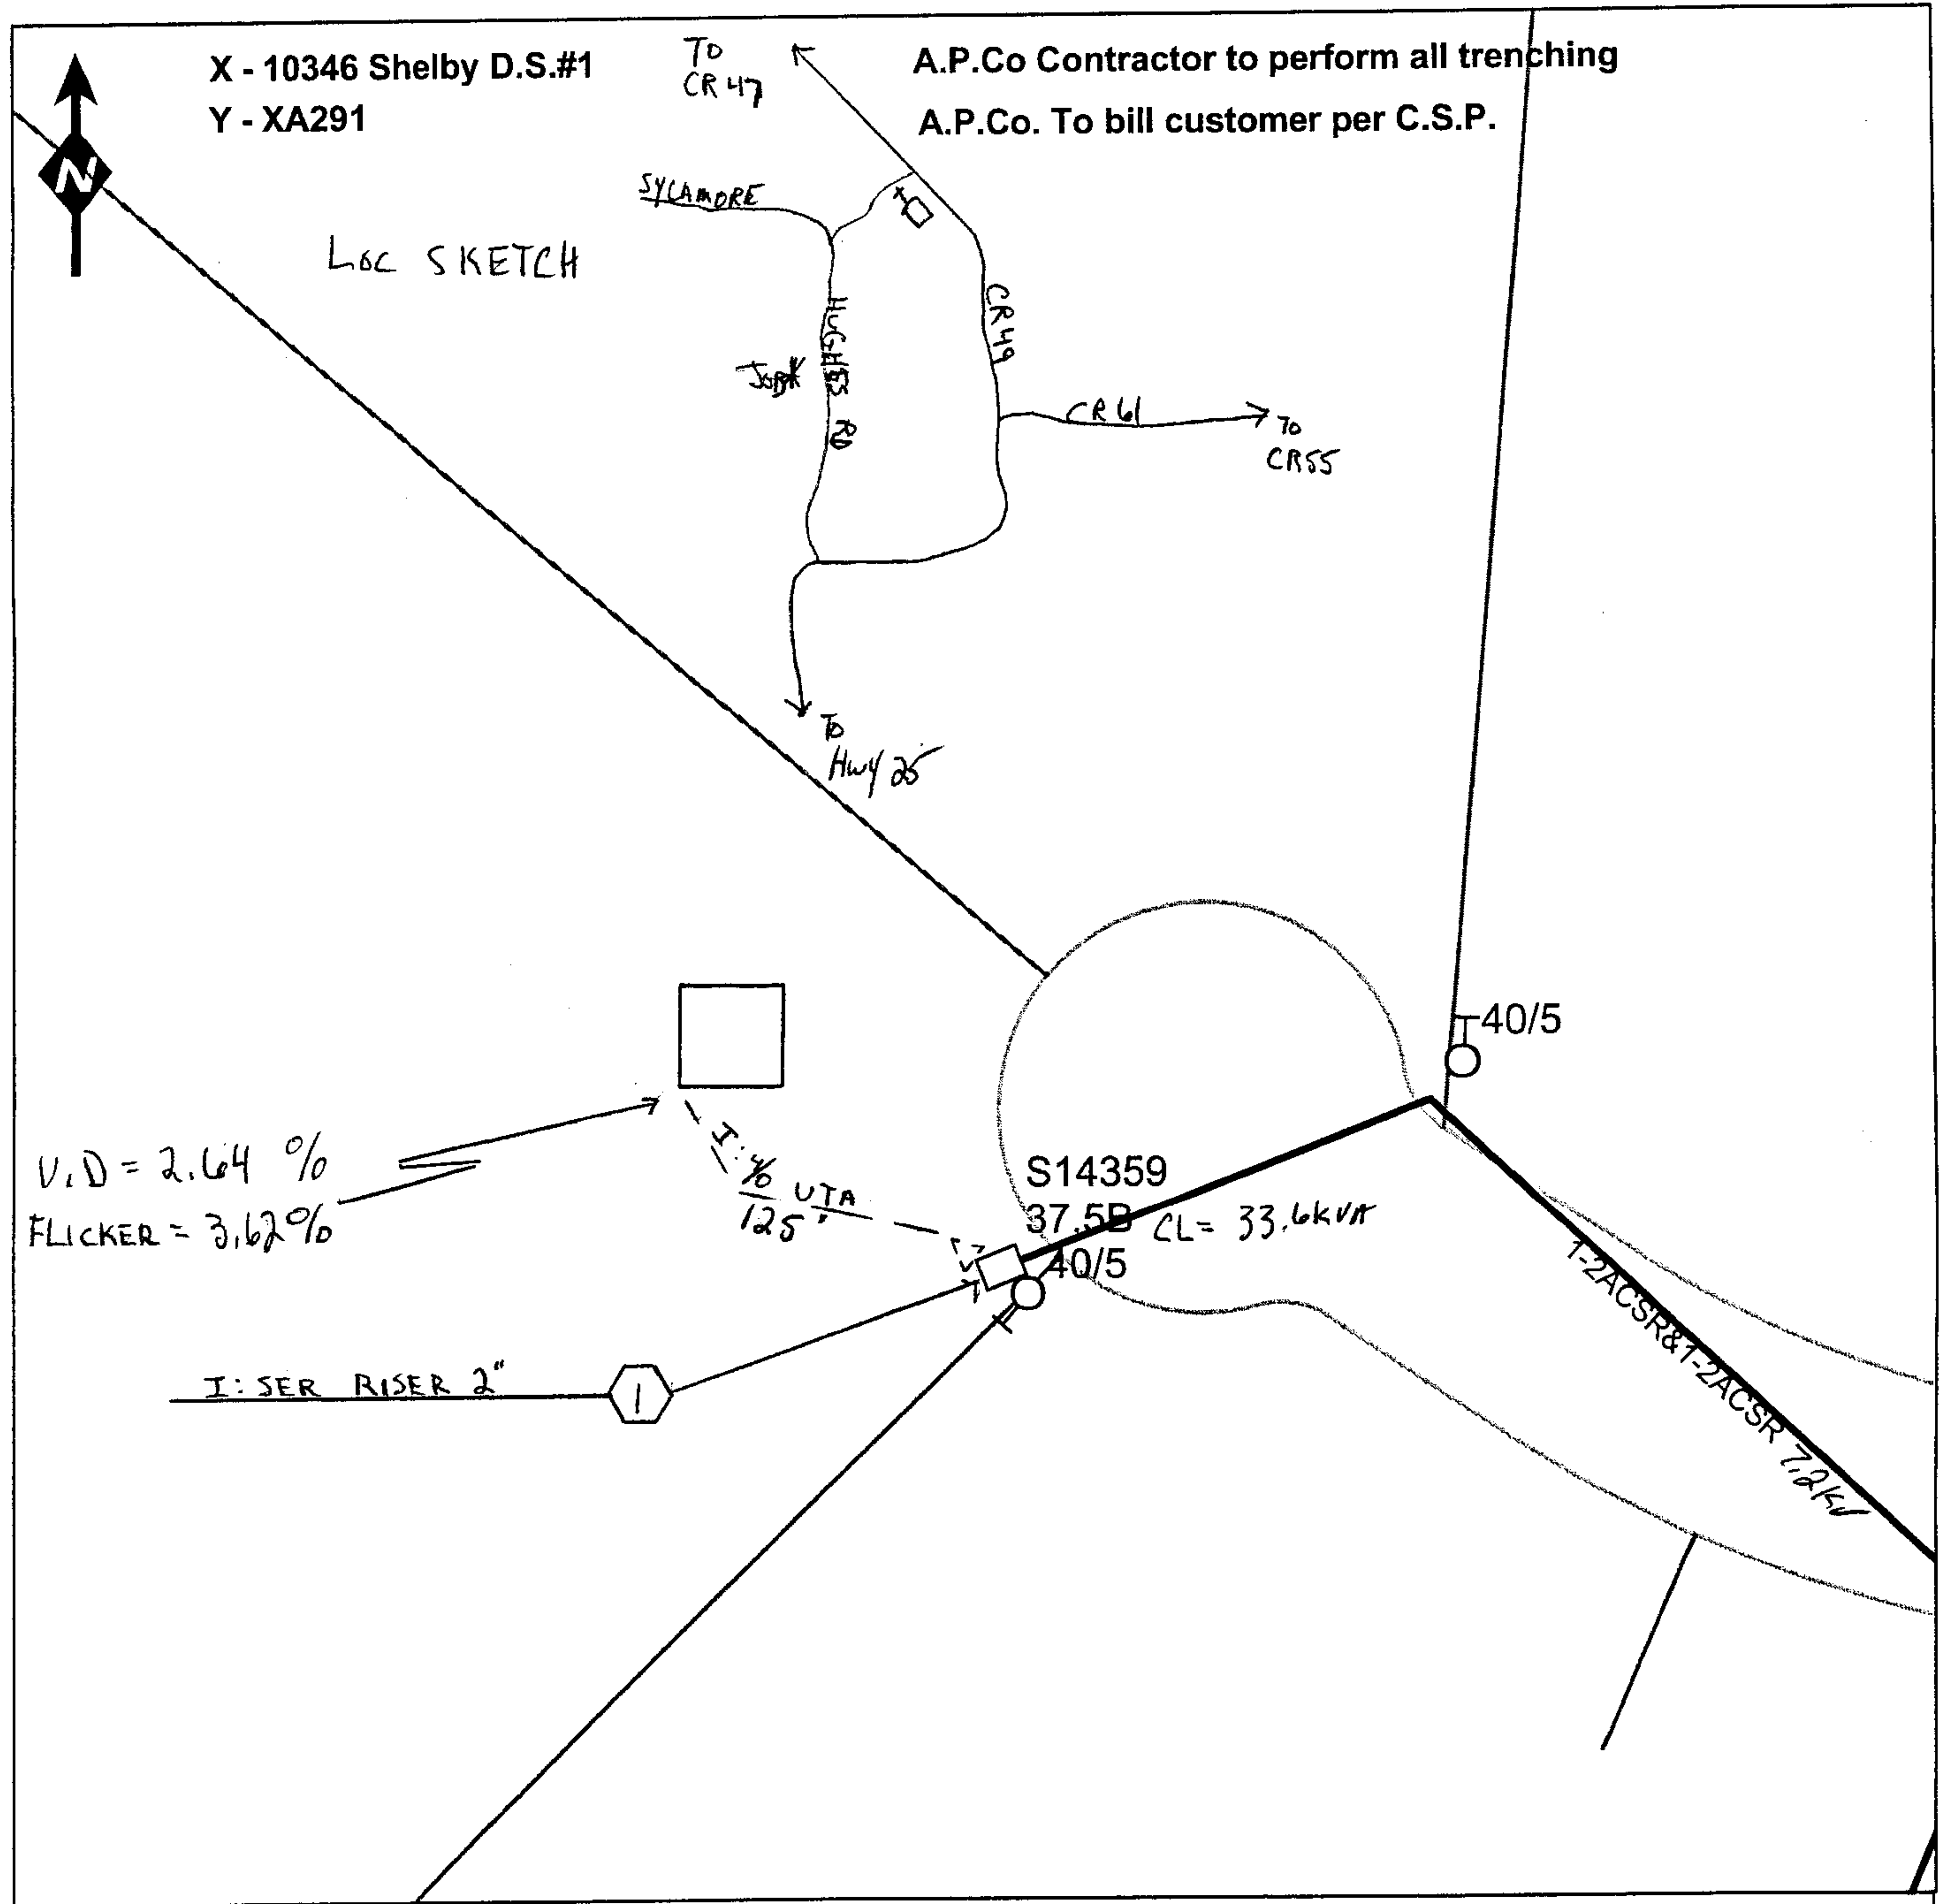 X - 10346 Shelby D.S.#1
Y - XA291
A.P.Co Contractor to perform all trenching
A.P.Co. To bill customer per C.S.P.
N
TO
CR 47
SYCAMORE
LOC SKETCH
HUGHES RD
CR 49
CR 61
TO
CR55
To
Hwy 25
40/5
V.D = 2.64 %
FLICKER = 3.62%
I: 4/0 UTA
125'
S14359
37.5B
CL= 33.6KVA
40/5
I: SER RISER 2"
1
1-2ACSR&1-2ACSR 7.2KV